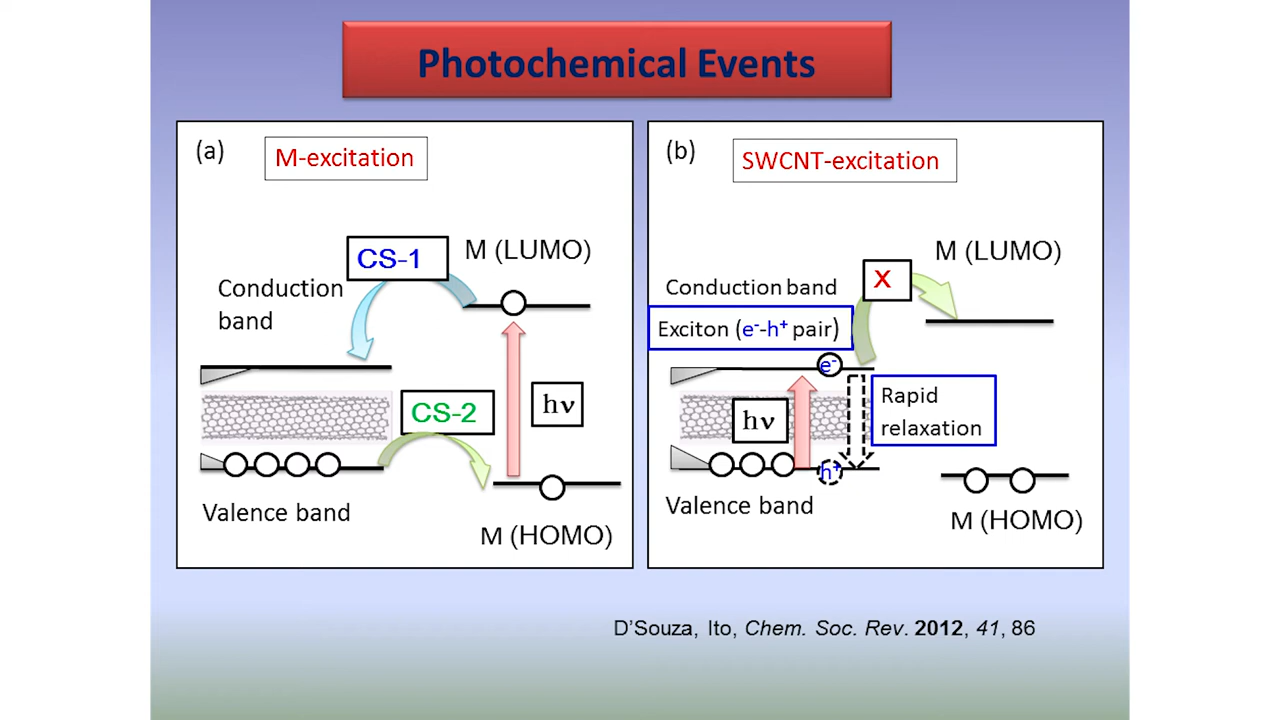 Photochemical Events
(a)
M-excitation
CS-1
M (LUMO)
Conduction
band
CS-2
hν
Valence band
M (HOMO)
(b)
SWCNT-excitation
M (LUMO)
X
Conduction band
Exciton (e⁻-h⁺ pair)
e⁻
Rapid
relaxation
hν
h⁺
Valence band
M (HOMO)
D'Souza, Ito, Chem. Soc. Rev. 2012, 41, 86